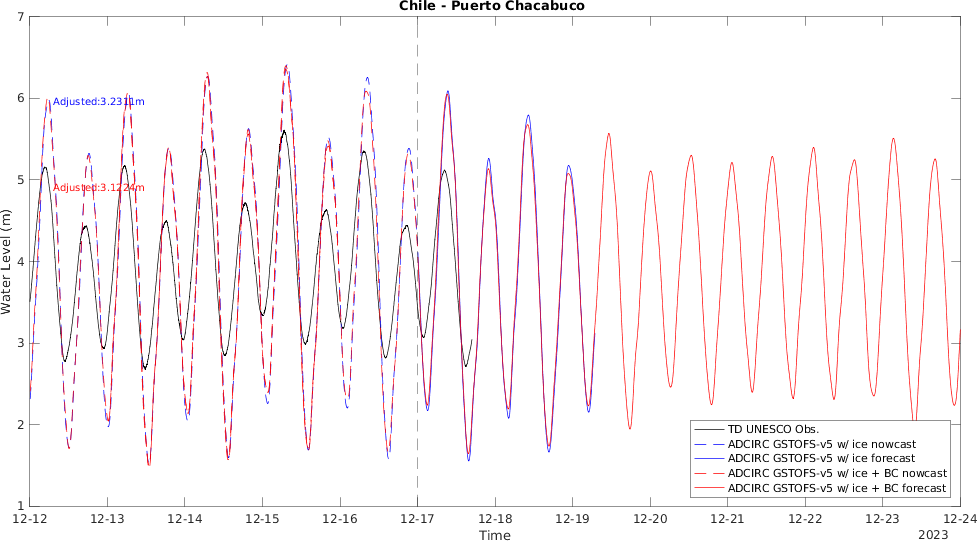 Chile - Puerto Chacabuco
7
6
5
4
3
2
1
Water Level (m)
Adjusted:3.2311m
Adjusted:3.1224m
TD UNESCO Obs.
ADCIRC GSTOFS-v5 w/ ice nowcast
ADCIRC GSTOFS-v5 w/ ice forecast
ADCIRC GSTOFS-v5 w/ ice + BC nowcast
ADCIRC GSTOFS-v5 w/ ice + BC forecast
12-12 12-13 12-14 12-15 12-16 12-17 12-18 12-19 12-20 12-21 12-22 12-23 12-24
Time
2023